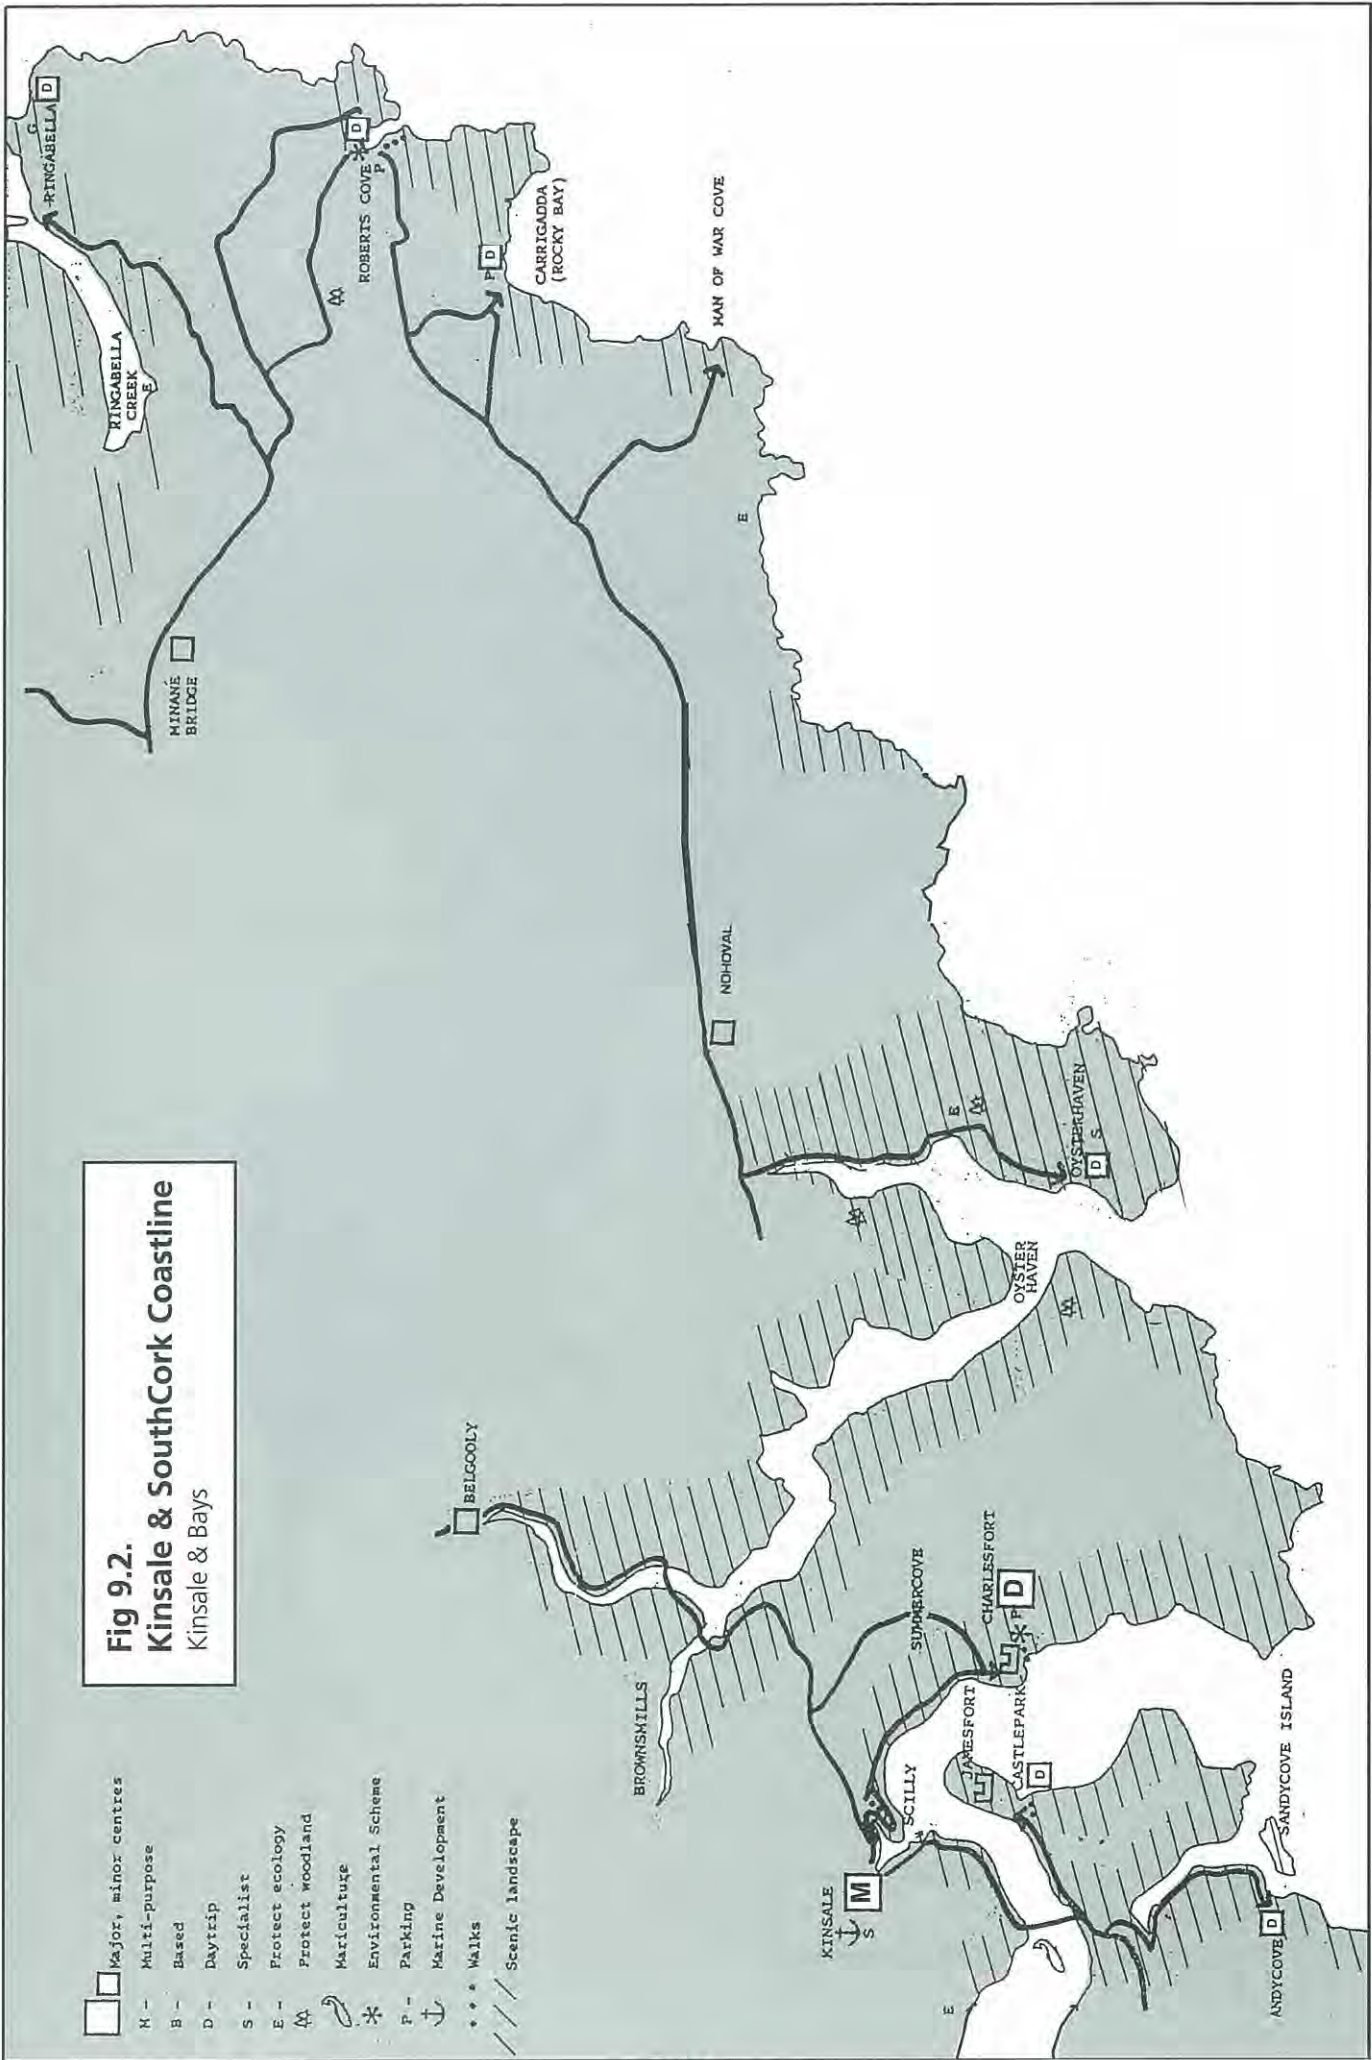 Fig 9.2.
Kinsale & SouthCork Coastline
Kinsale & Bays
Major, minor centres
M - Multi-purpose
B - Based
D - Daytrip
S - Specialist
E - Protect ecology
Protect woodland
Mariculture
Environmental Scheme
P - Parking
Marine Development
Walks
Scenic landscape
KINSALE
M
S
SCILLY
E
BROWNSMILLS
BELGOOLY
SUMMERCOVE
CHARLESFORT
P
D
JAMESFORT
CASTLEPARK
D
SANDYCOVE ISLAND
ANDYCOVE
D
OYSTER
HAVEN
OYSTERHAVEN
D
S
E
NOHOVAL
MINANE
BRIDGE
E
MAN OF WAR COVE
CARRIGADDA
(ROCKY BAY)
P
D
ROBERTS COVE
P
D
RINGABELLA
CREEK
E
RINGABELLA
G
D